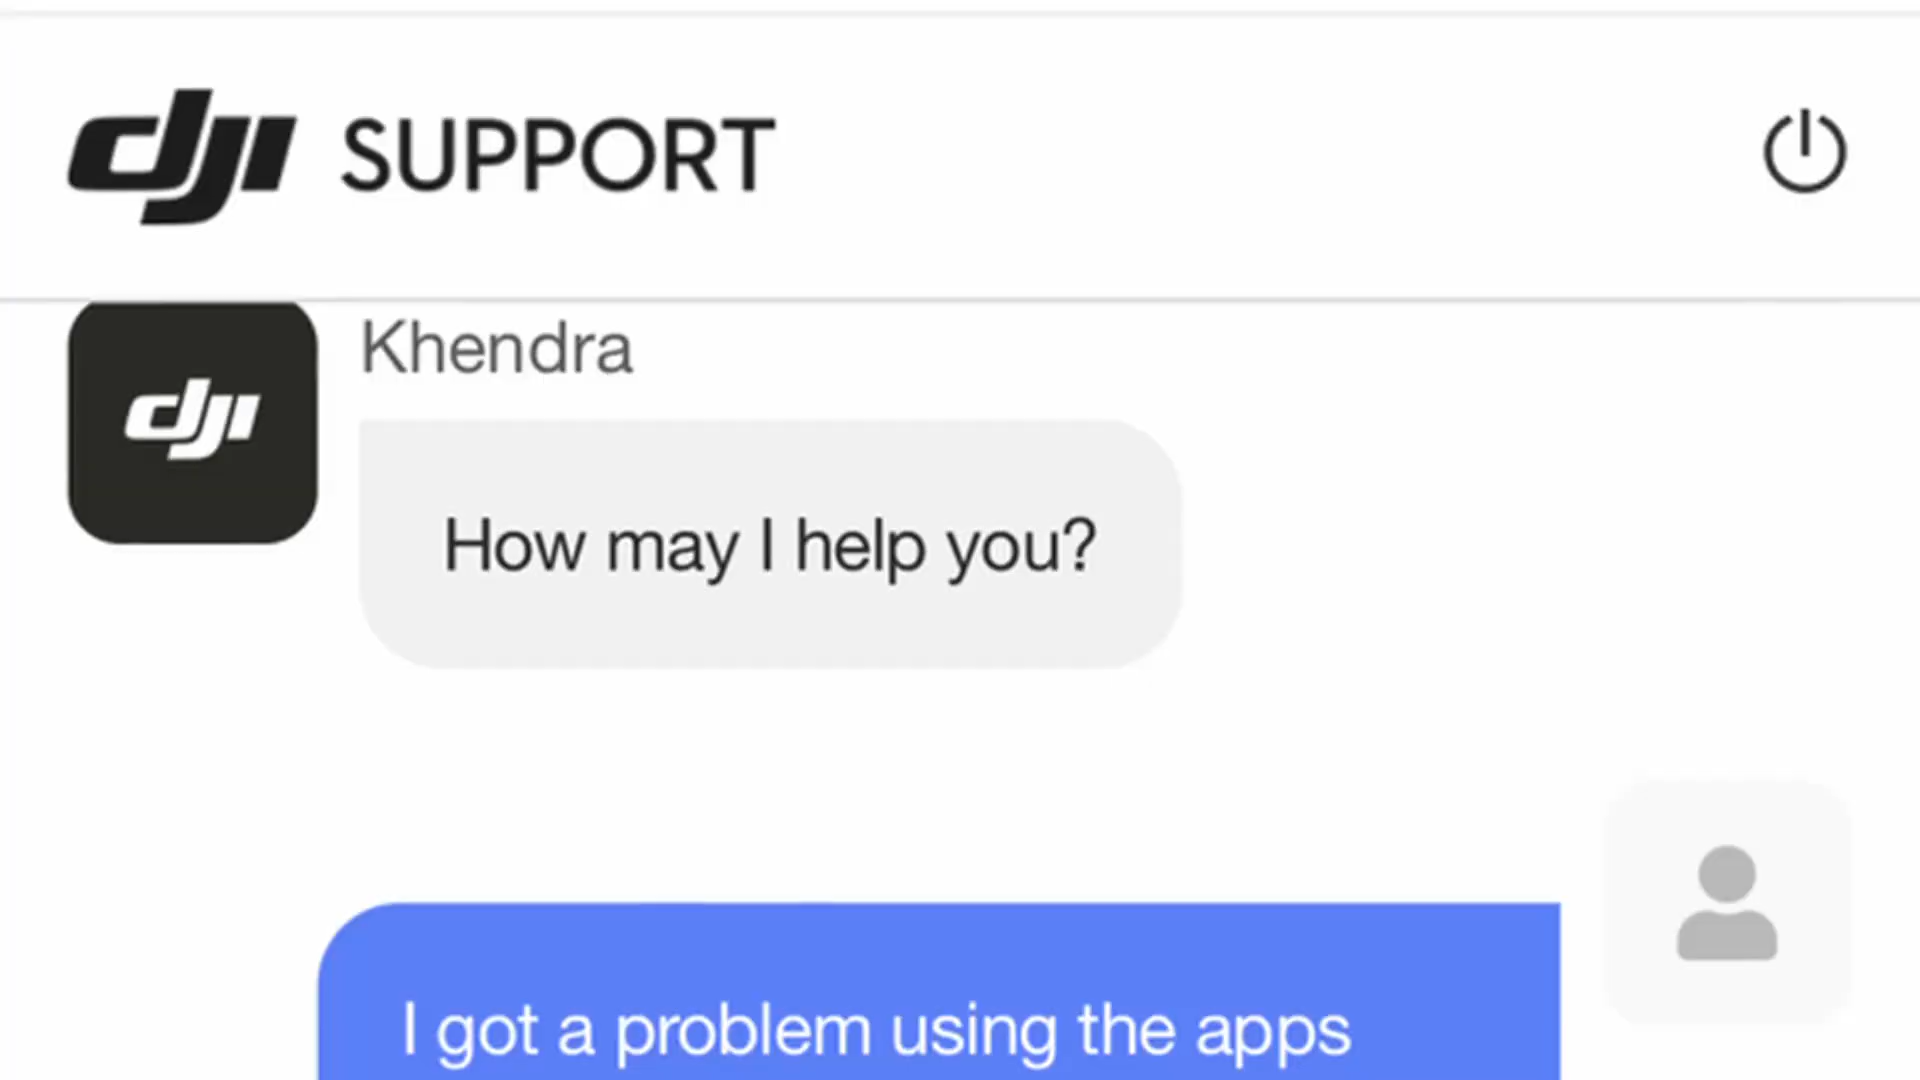 dji SUPPORT
Khendra
dji
How may I help you?
I got a problem using the apps